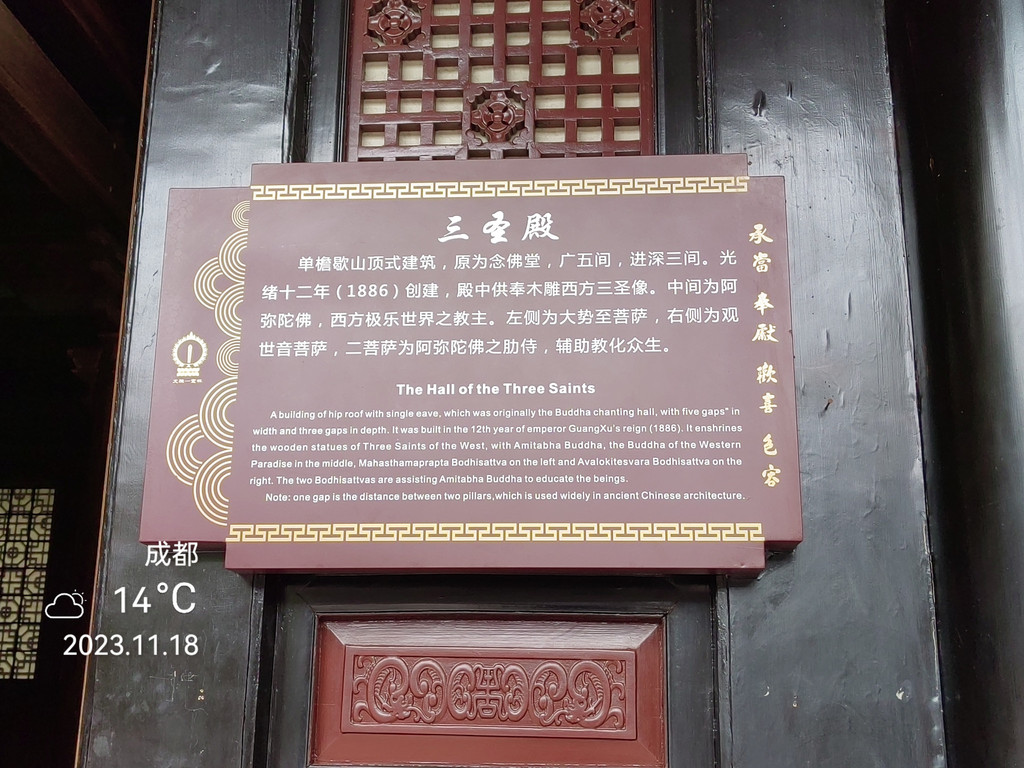 三圣殿
单檐歇山顶式建筑，原为念佛堂，广五间，进深三间。光
绪十二年（1886）创建，殿中供奉木雕西方三圣像。中间为阿
弥陀佛，西方极乐世界之教主。左侧为大势至菩萨，右侧为观
世音菩萨，二菩萨为阿弥陀佛之肋侍，辅助教化众生。
The Hall of the Three Saints
A building of hip roof with single eave, which was originally the Buddha chanting hall, with five gaps" in
width and three gaps in depth. It was built in the 12th year of emperor GuangXu's reign (1886). It enshrines
the wooden statues of Three Saints of the West, with Amitabha Buddha, the Buddha of the Western
Paradise in the middle, Mahasthamaprapta Bodhisattva on the left and Avalokitesvara Bodhisattva on the
right. The two Bodhisattvas are assisting Amitabha Buddha to educate the beings.
Note: one gap is the distance between two pillars,which is used widely in ancient Chinese architecture.
承當 奉獻 歡喜 包容
成都
14°C
2023.11.18